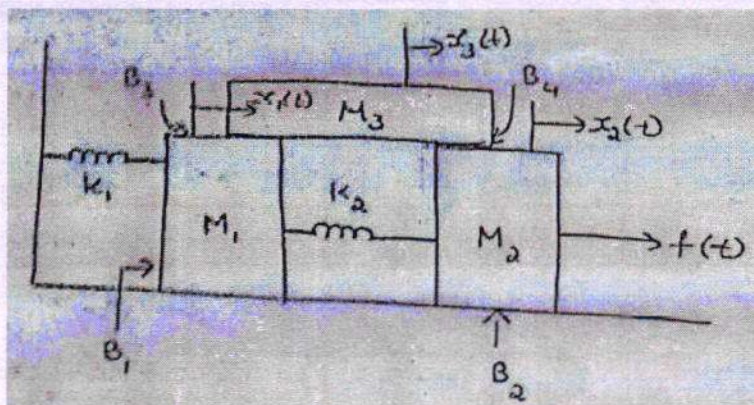 x₃(t)
B₃
x₁(t)
M₃
B₄
x₂(t)
K₁
M₁
K₂
M₂
f(t)
B₁
B₂